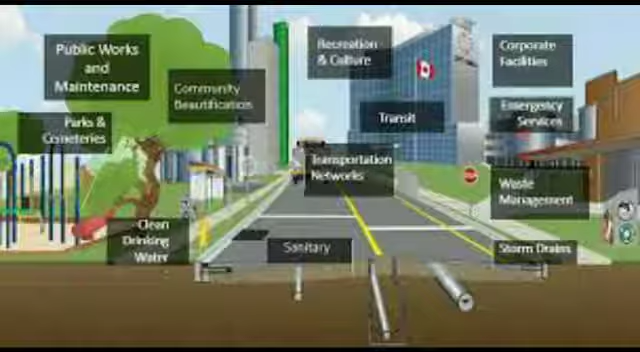 Public Works
and
Maintenance
Recreation
& Culture
Corporate
Facilities
Community
Beautification
Parks &
Cemeteries
Transit
Emergency
Services
Transportation
Networks
Waste
Management
Clean
Drinking
Water
Sanitary
Storm Drains